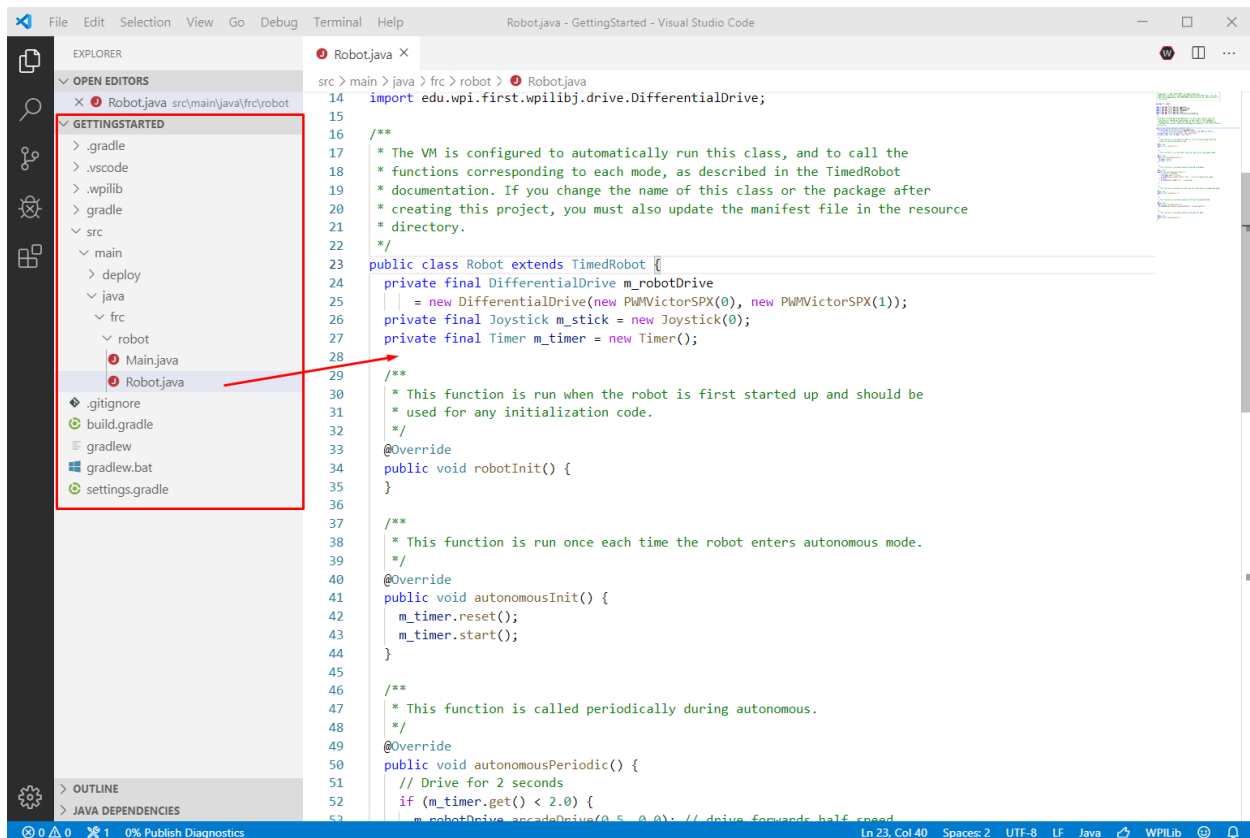 File Edit Selection View Go Debug Terminal Help Robot.java - GettingStarted - Visual Studio Code
EXPLORER
OPEN EDITORS
Robot.java src\main\java\frc\robot
GETTINGSTARTED
.gradle
.vscode
.wpilib
gradle
src
main
deploy
java
frc
robot
Main.java
Robot.java
.gitignore
build.gradle
gradlew
gradlew.bat
settings.gradle
OUTLINE
JAVA DEPENDENCIES
Robot.java
src > main > java > frc > robot > Robot.java
14 import edu.wpi.first.wpilibj.drive.DifferentialDrive;
15
16 /**
17 * The VM is configured to automatically run this class, and to call the
18 * functions corresponding to each mode, as described in the TimedRobot
19 * documentation. If you change the name of this class or the package after
20 * creating this project, you must also update the manifest file in the resource
21 * directory.
22 */
23 public class Robot extends TimedRobot {
24 private final DifferentialDrive m_robotDrive
25 = new DifferentialDrive(new PWMVictorSPX(0), new PWMVictorSPX(1));
26 private final Joystick m_stick = new Joystick(0);
27 private final Timer m_timer = new Timer();
28
29 /**
30 * This function is run when the robot is first started up and should be
31 * used for any initialization code.
32 */
33 @Override
34 public void robotInit() {
35 }
36
37 /**
38 * This function is run once each time the robot enters autonomous mode.
39 */
40 @Override
41 public void autonomousInit() {
42 m_timer.reset();
43 m_timer.start();
44 }
45
46 /**
47 * This function is called periodically during autonomous.
48 */
49 @Override
50 public void autonomousPeriodic() {
51 // Drive for 2 seconds
52 if (m_timer.get() < 2.0) {
53 m_robotDrive.arcadeDrive(0.5, 0.0); // drive forwards half speed
0 0 1 0% Publish Diagnostics Ln 23, Col 40 Spaces: 2 UTF-8 LF Java WPILib